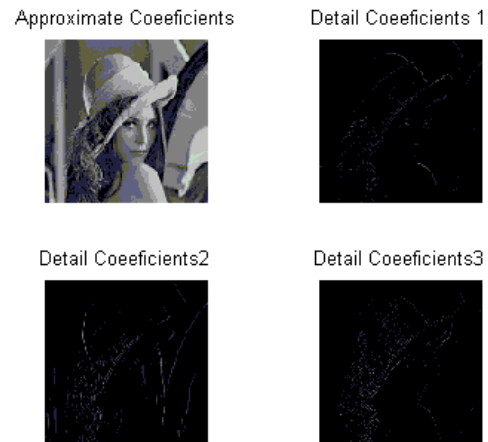 Approximate Coeeficients
Detail Coeeficients 1
Detail Coeeficients2
Detail Coeeficients3